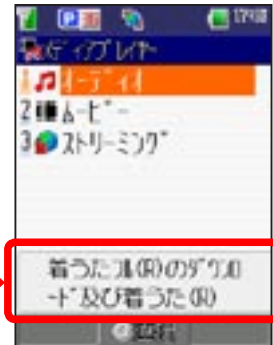 ﾒﾃﾞｨｱﾌﾟﾚｲﾔｰ
1 ｵｰﾃﾞｨｵ
2 ﾑｰﾋﾞｰ
3 ｽﾄﾘｰﾐﾝｸﾞ
着うたﾌﾙ(R)のﾀﾞｳﾝﾛ
ｰﾄﾞ及び着うた(R)